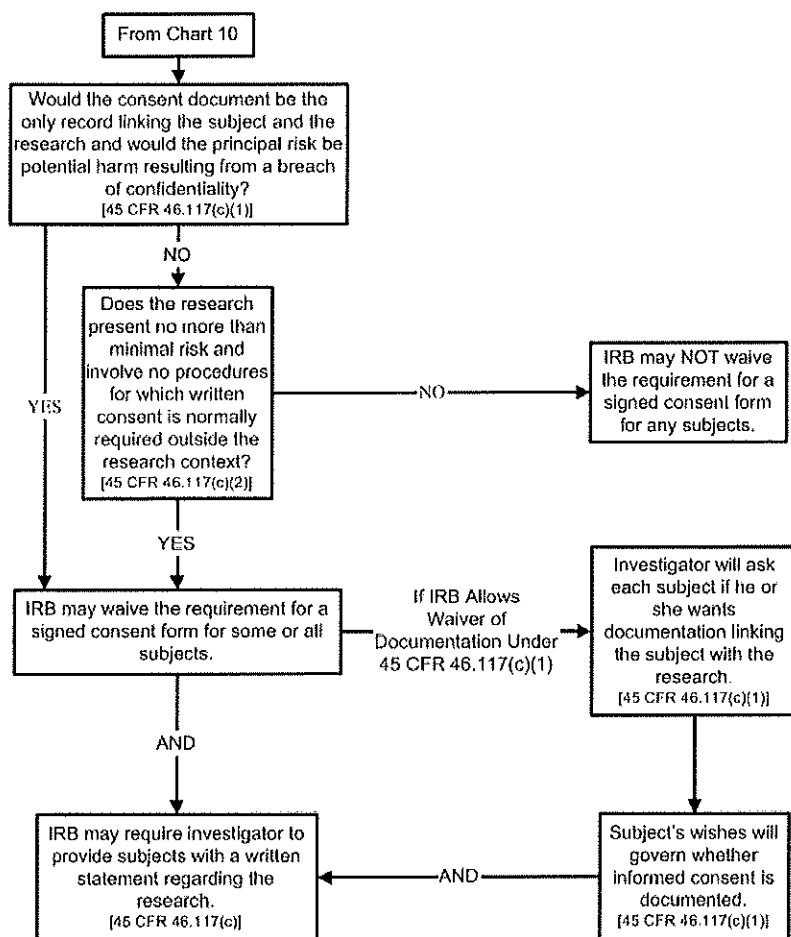 From Chart 10
Would the consent document be the
only record linking the subject and the
research and would the principal risk be
potential harm resulting from a breach
of confidentiality?
[45 CFR 46.117(c)(1)]
YES
NO
Does the research
present no more than
minimal risk and
involve no procedures
for which written
consent is normally
required outside the
research context?
[45 CFR 46.117(c)(2)]
NO
IRB may NOT waive
the requirement for a
signed consent form
for any subjects.
YES
IRB may waive the requirement for a
signed consent form for some or all
subjects.
If IRB Allows
Waiver of
Documentation Under
45 CFR 46.117(c)(1)
Investigator will ask
each subject if he or
she wants
documentation linking
the subject with the
research.
[45 CFR 46.117(c)(1)]
AND
IRB may require investigator to
provide subjects with a written
statement regarding the
research.
[45 CFR 46.117(c)]
AND
Subject's wishes will
govern whether
informed consent is
documented.
[45 CFR 46.117(c)(1)]